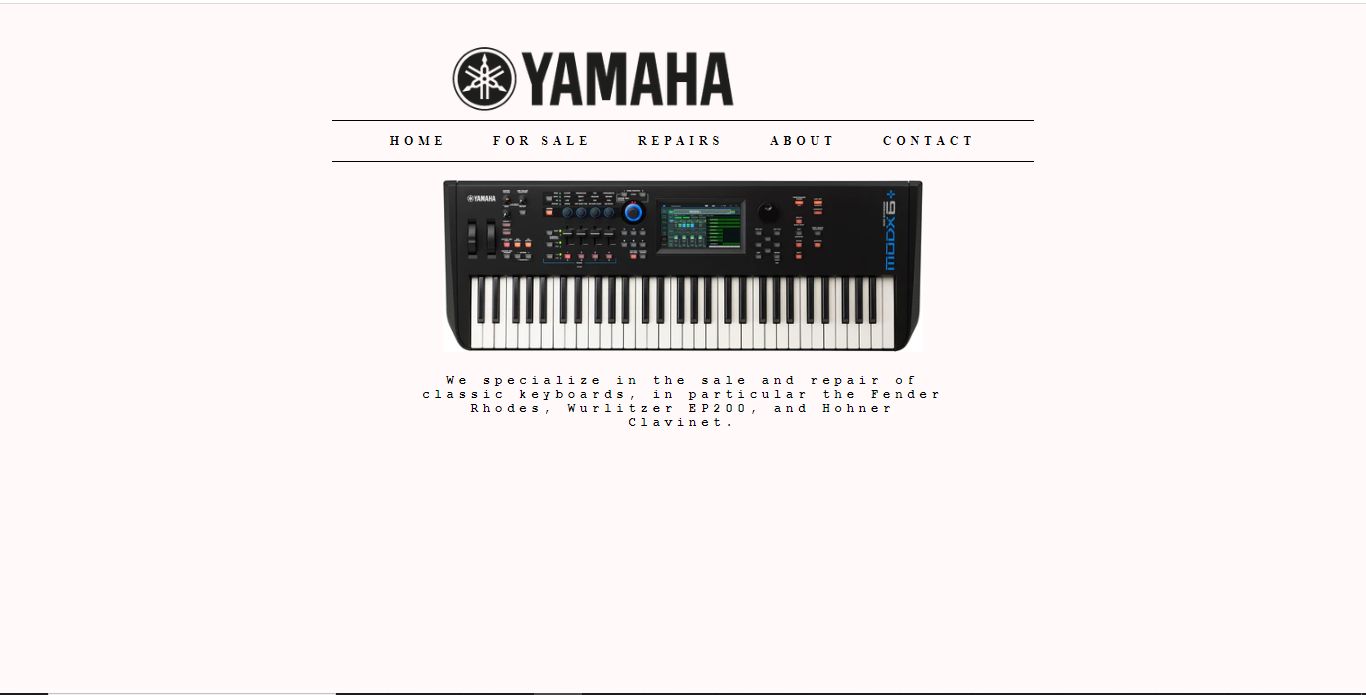 YAMAHA
HOME FOR SALE REPAIRS ABOUT CONTACT
YAMAHA
MODX6+
We specialize in the sale and repair of
classic keyboards, in particular the Fender
Rhodes, Wurlitzer EP200, and Hohner
Clavinet.